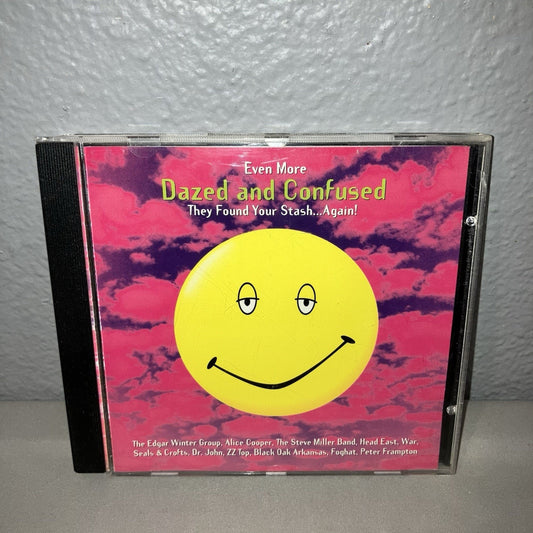 Even More
Dazed and Confused
They Found Your Stash...Again!
The Edgar Winter Group, Alice Cooper, The Steve Miller Band, Head East, War,
Seals & Crofts, Dr. John, ZZ Top, Black Oak Arkansas, Foghat, Peter Frampton